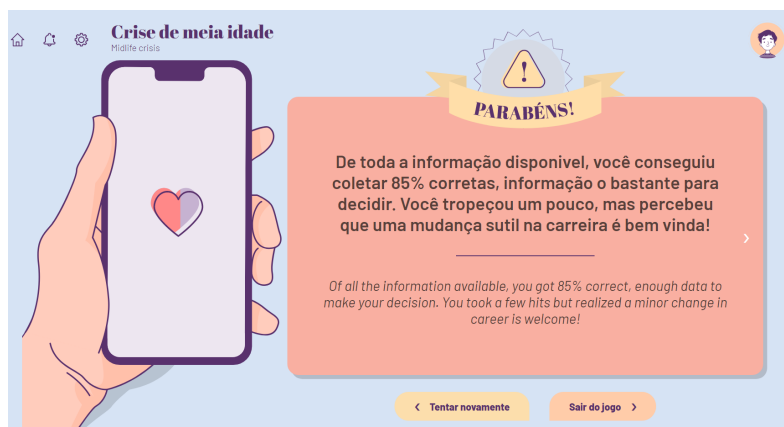 Crise de meia idade
Midlife crisis
PARABÉNS!
De toda a informação disponivel, você conseguiu
coletar 85% corretas, informação o bastante para
decidir. Você tropeçou um pouco, mas percebeu
que uma mudança sutil na carreira é bem vinda!
Of all the information available, you got 85% correct, enough data to
make your decision. You took a few hits but realized a minor change in
career is welcome!
Tentar novamente
Sair do jogo